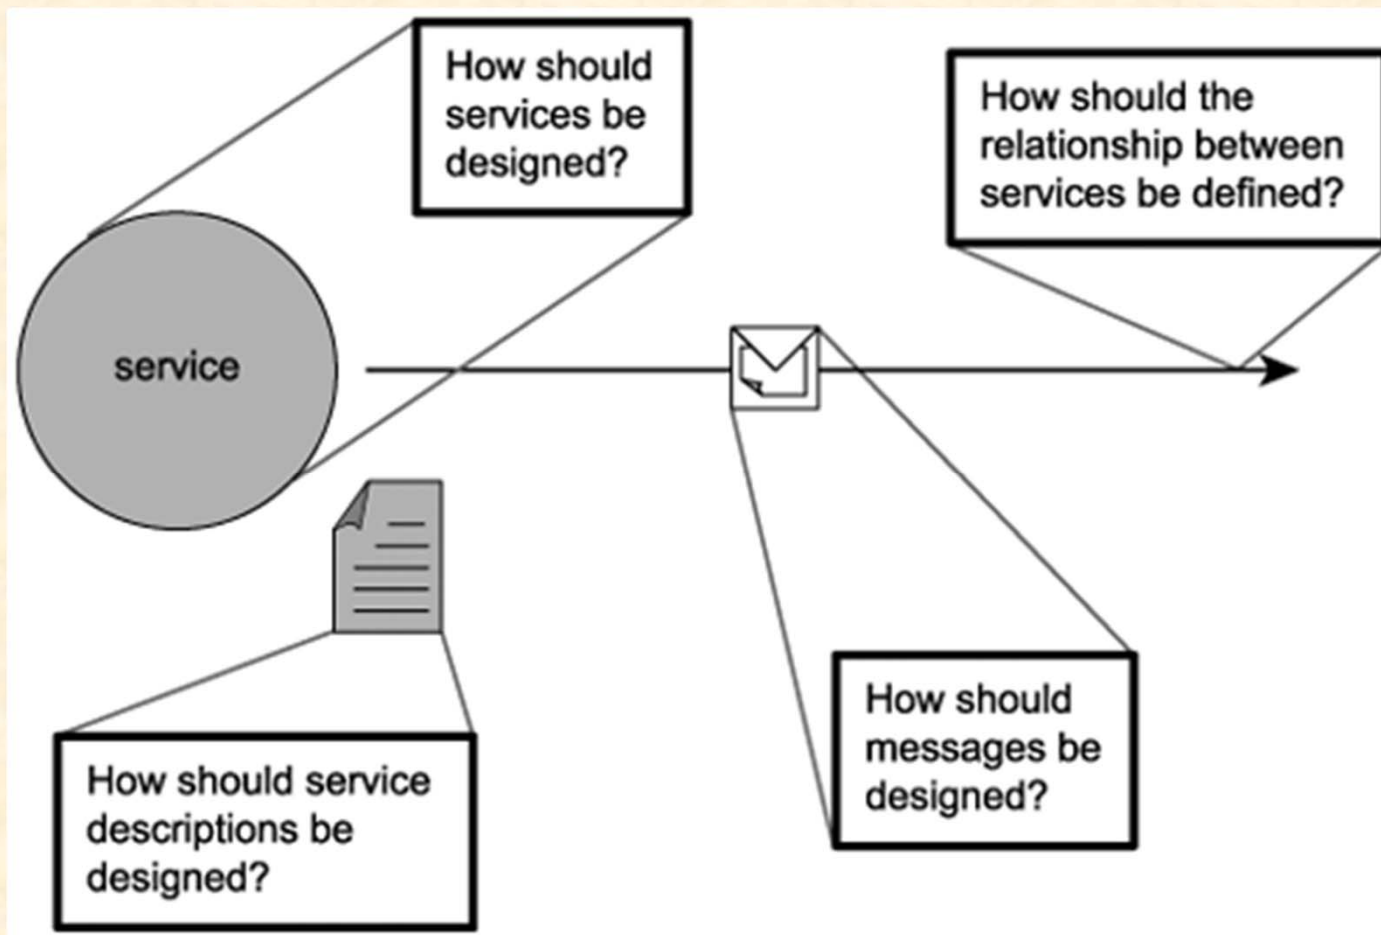 How should
services be
designed?
How should the
relationship between
services be defined?
service
How should service
descriptions be
designed?
How should
messages be
designed?